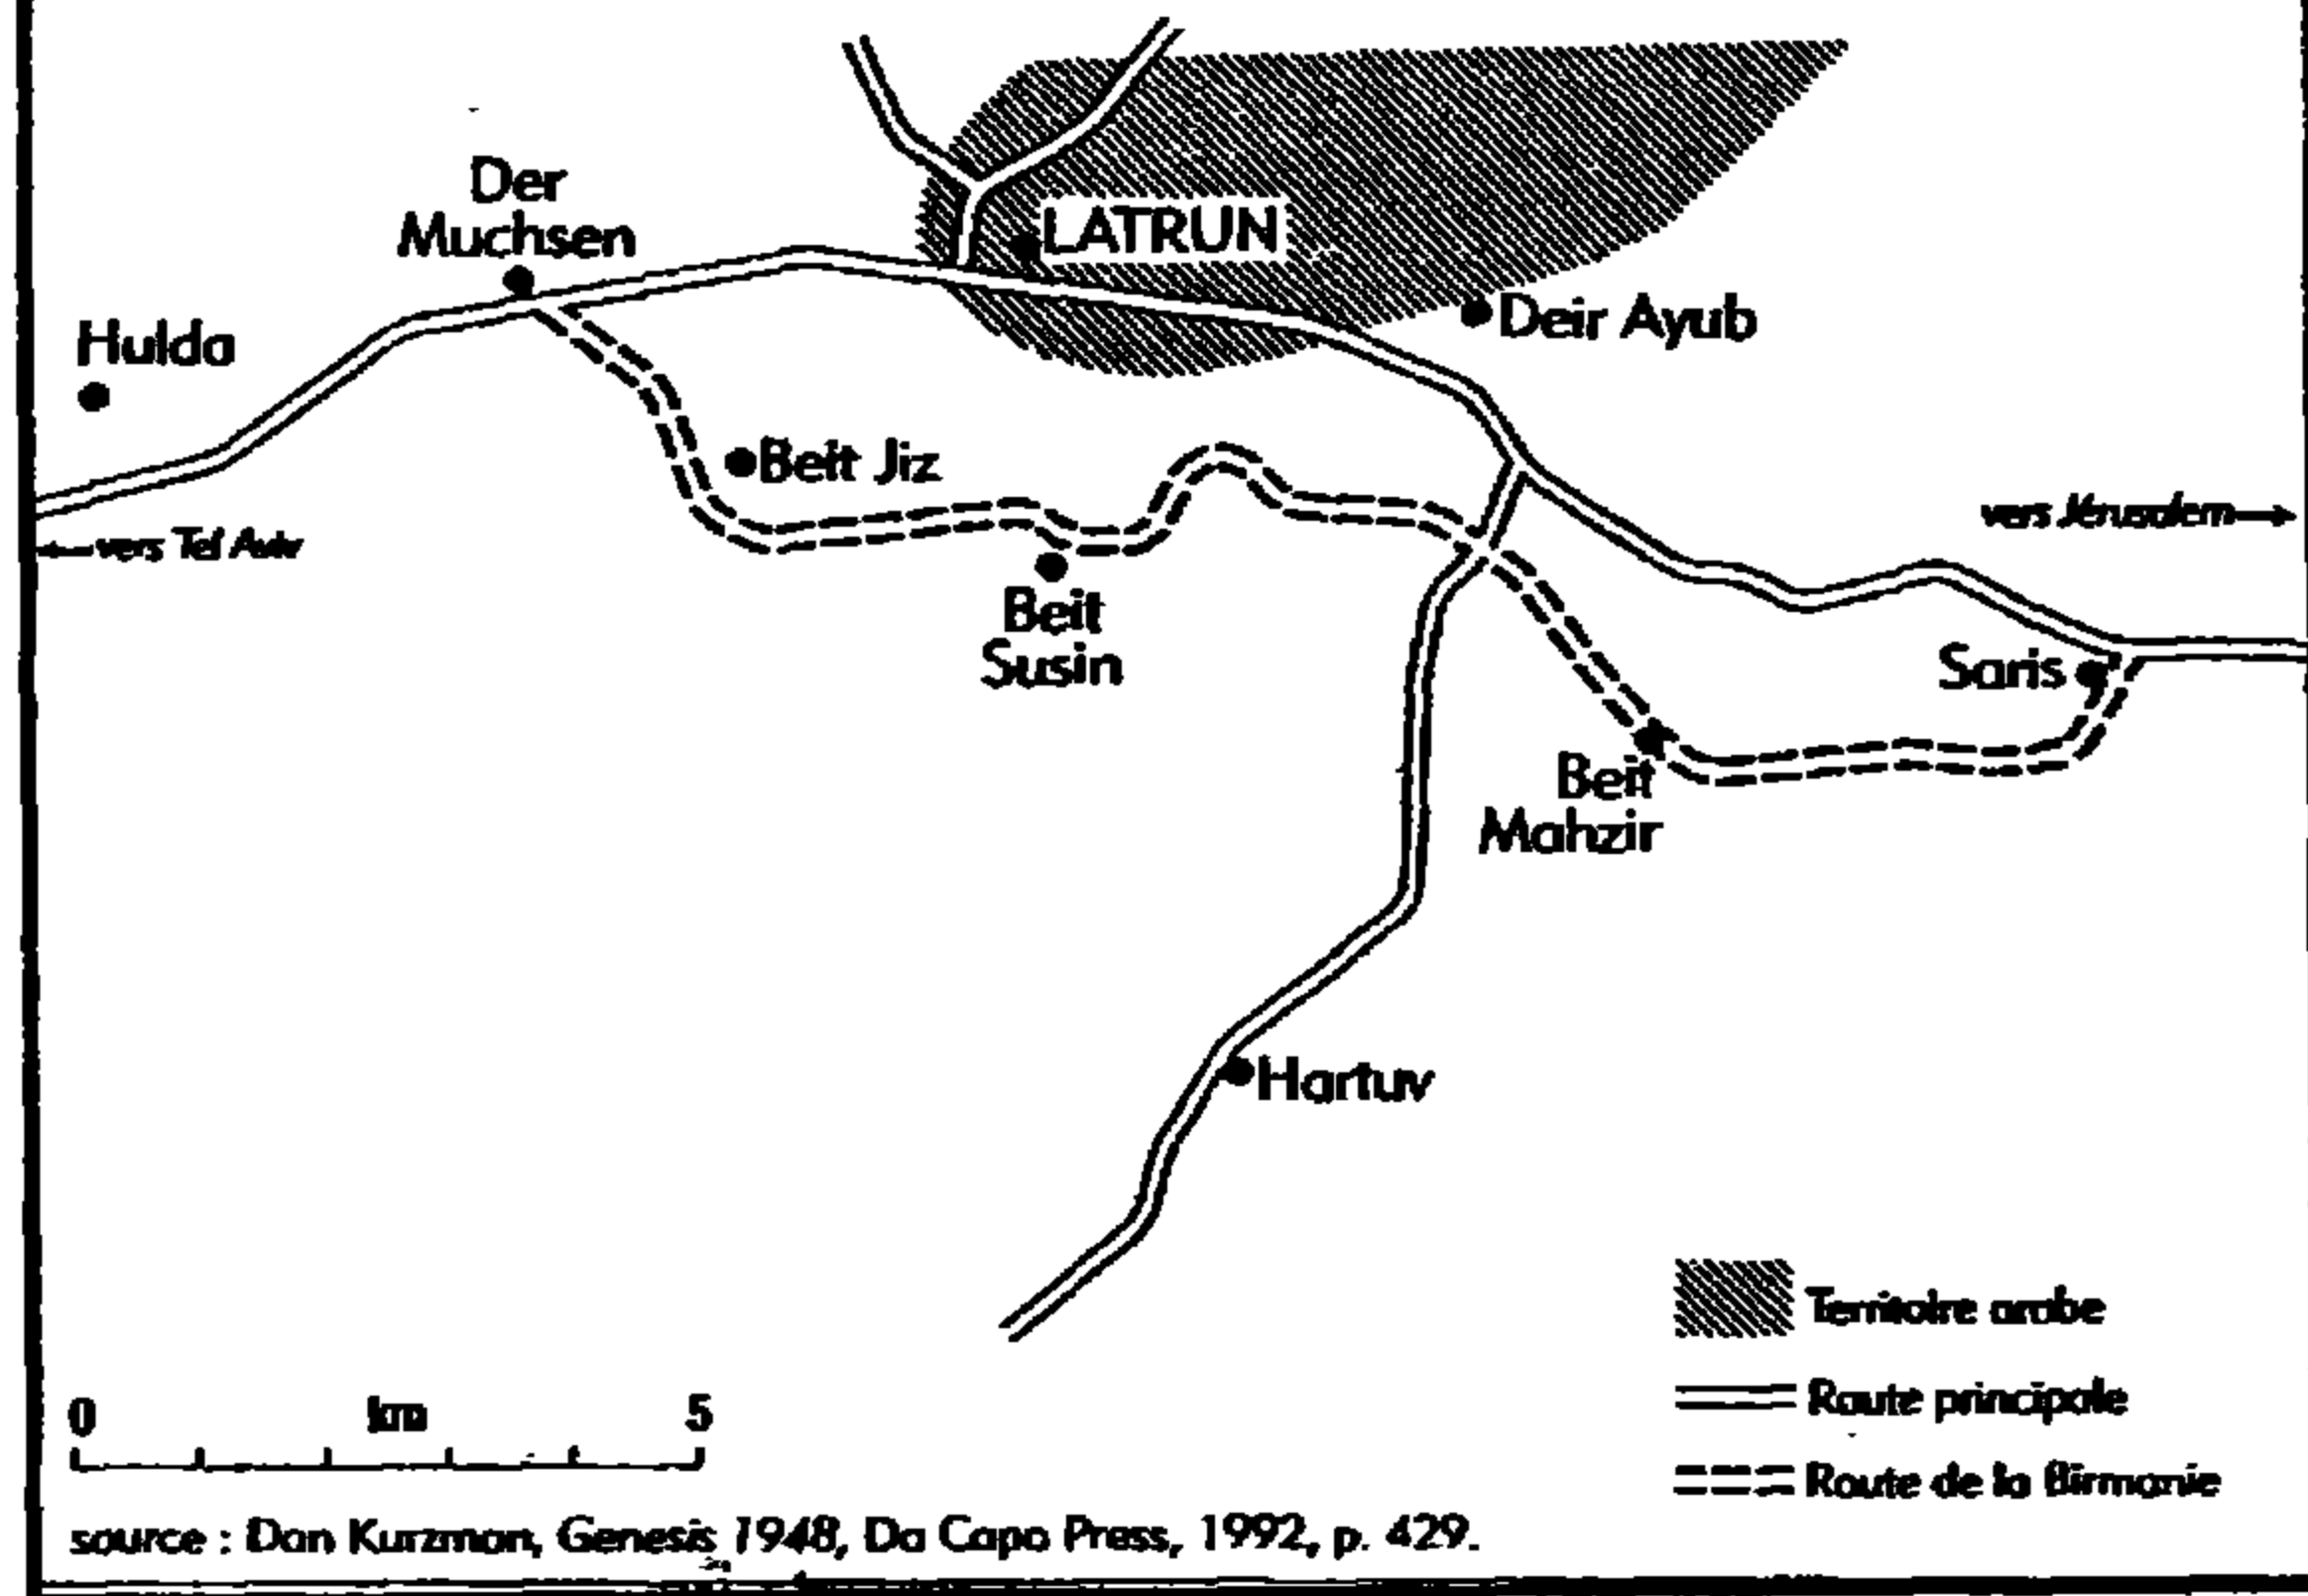 Der
Muchsen
LATRUN
Hulda
Deir Ayub
Beit Jiz
vers Jérusalem
vers Tel Aviv
Beit
Susin
Saris
Beit
Mahzir
Hartuv
Territoire arabe
0 km 5
Route principale
Route de la Birmanie
source : Dan Kurzman, Genesis 1948, Da Capo Press, 1992, p. 429.